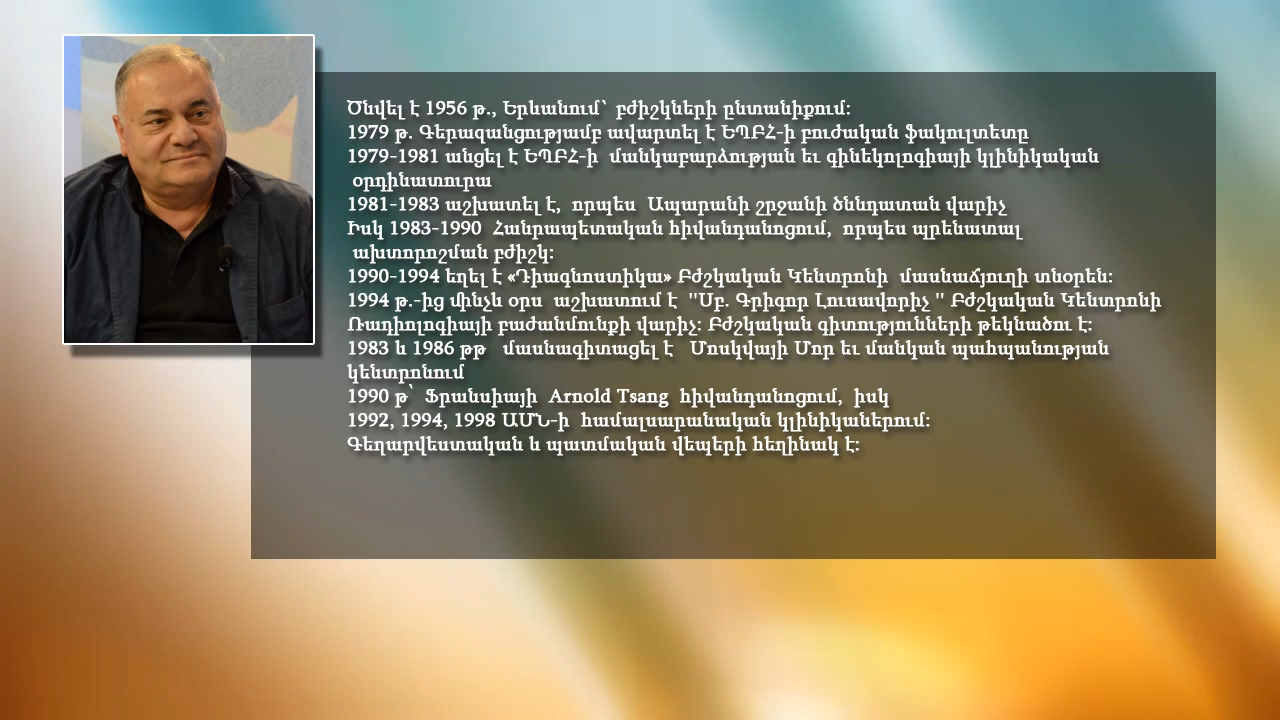 Ծնվել է 1956 թ., Երևանում՝ բժիշկների ընտանիքում:
1979 թ. Գերազանցությամբ ավարտել է ԵՊԲՀ-ի բուժական ֆակուլտետը
1979-1981 անցել է ԵՊԲՀ-ի մանկաբարձության եւ գինեկոլոգիայի կլինիկական
օրդինատուրա
1981-1983 աշխատել է, որպես Ապարանի շրջանի ծննդատան վարիչ
Իսկ 1983-1990 Հանրապետական հիվանդանոցում, որպես պրենատալ
ախտորոշման բժիշկ:
1990-1994 եղել է «Դիագնոստիկա» Բժշկական Կենտրոնի մասնաճյուղի տնօրեն:
1994 թ.-ից մինչև օրս աշխատում է "Սբ. Գրիգոր Լուսավորիչ " Բժշկական Կենտրոնի
Ռադիոլոգիայի բաժանմունքի վարիչ: Բժշկական գիտությունների թեկնածու է:
1983 և 1986 թթ մասնագիտացել է Մոսկվայի Մոր եւ մանկան պահպանության
կենտրոնում
1990 թ՝ Ֆրանսիայի Arnold Tsang հիվանդանոցում, իսկ
1992, 1994, 1998 ԱՄՆ-ի համալսարանական կլինիկաներում:
Գեղարվեստական և պատմական վեպերի հեղինակ է: